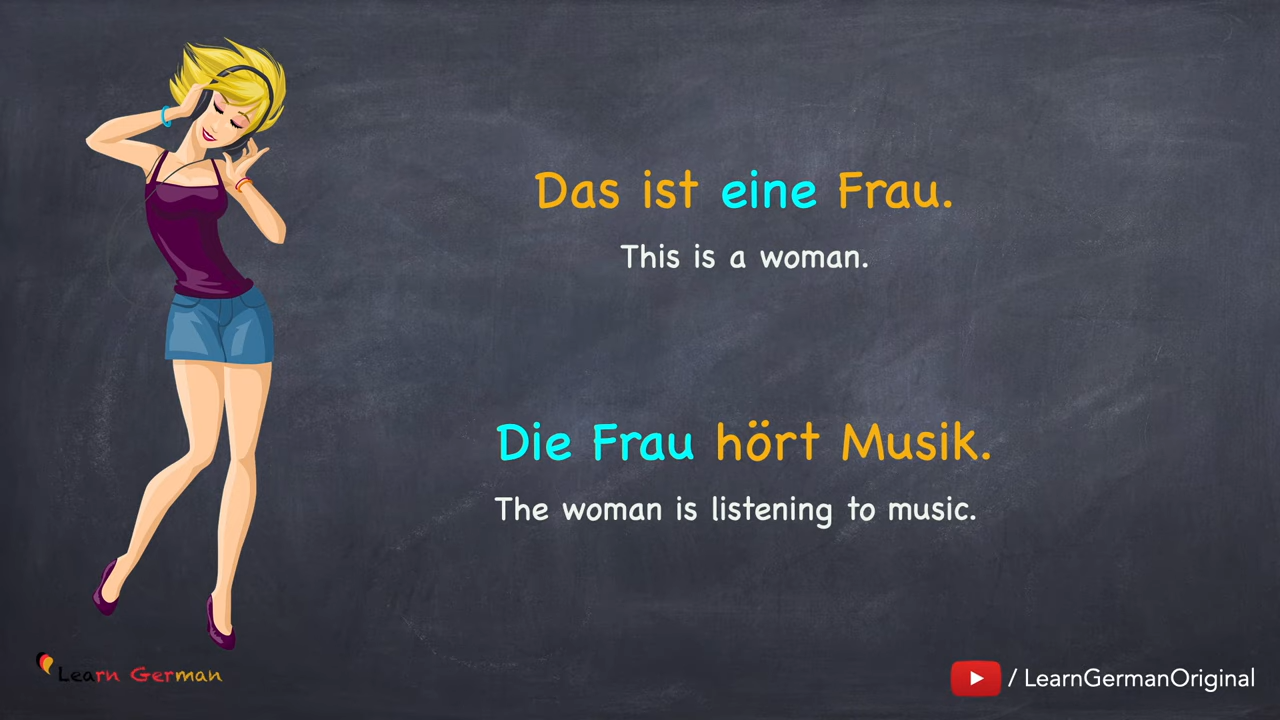 Das ist eine Frau.
This is a woman.
Die Frau hört Musik.
The woman is listening to music.
Learn German
/ LearnGermanOriginal